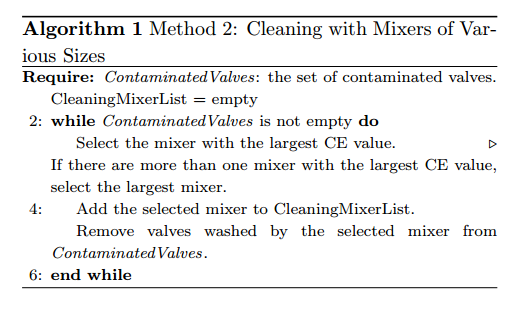 Algorithm 1 Method 2: Cleaning with Mixers of Var-
ious Sizes
Require: ContaminatedValves: the set of contaminated valves.
CleaningMixerList = empty
2: while ContaminatedValves is not empty do
Select the mixer with the largest CE value. ▷
If there are more than one mixer with the largest CE value,
select the largest mixer.
4: Add the selected mixer to CleaningMixerList.
Remove valves washed by the selected mixer from
ContaminatedValves.
6: end while